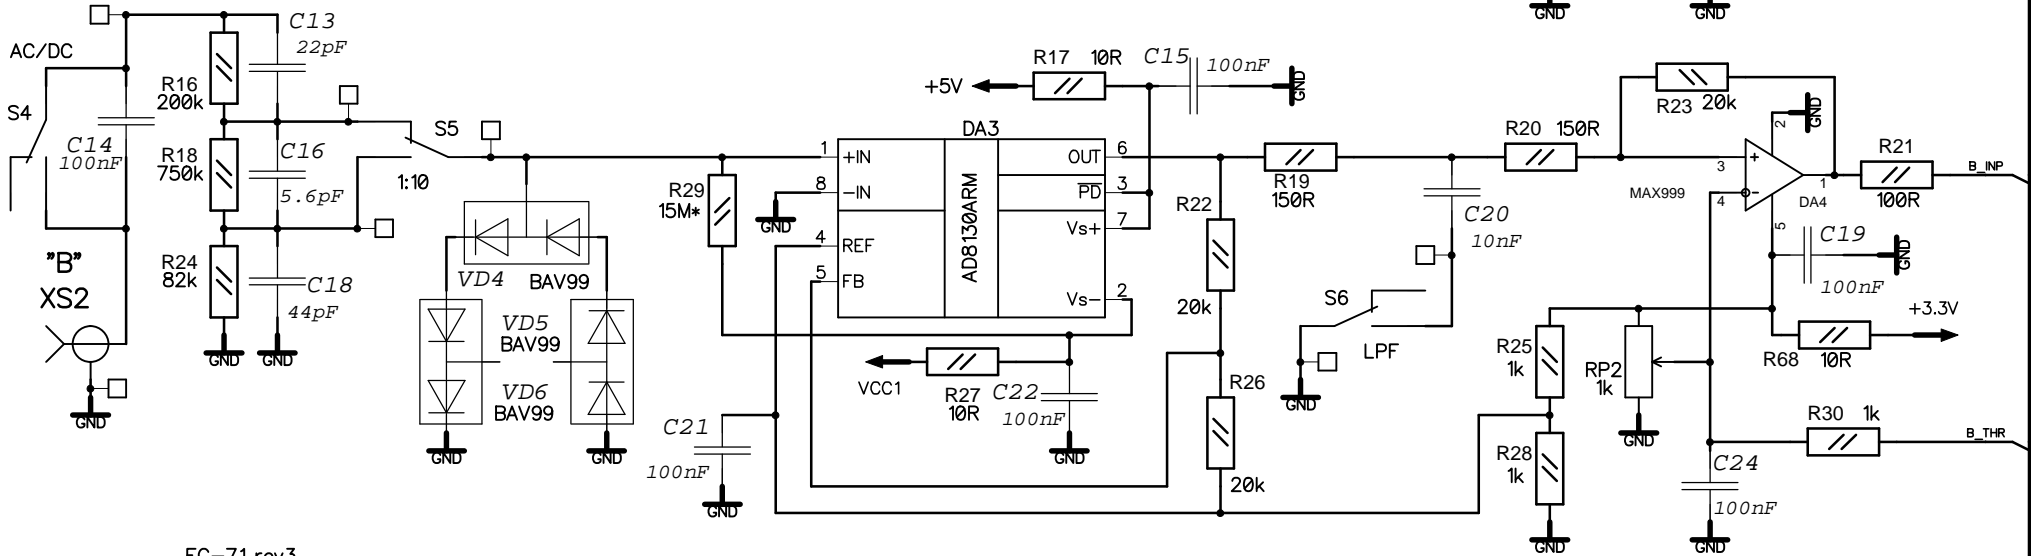 GND
GND
AC/DC
S4
C14
100nF
"B"
XS2
GND
C13
22pF
R16
200k
C16
5.6pF
R18
750k
R24
82k
C18
44pF
GND
GND
S5
1:10
VD4
BAV99
VD5
BAV99
VD6
BAV99
GND
GND
R29
15M*
C21
100nF
GND
GND
DA3
AD8130ARM
1
+IN
8
-IN
4
REF
5
FB
OUT
6
PD
3
Vs+
7
Vs-
2
+5V
R17
10R
C15
100nF
GND
VCC1
R27
10R
C22
100nF
GND
R22
20k
R26
20k
R19
150R
C20
10nF
S6
LPF
GND
R20
150R
R23
20k
GND
MAX999
DA4
3
+
4
-
2
1
5
R21
100R
B_INP
C19
100nF
GND
+3.3V
R68
10R
R25
1k
R28
1k
GND
RP2
1k
GND
R30
1k
B_THR
C24
100nF
GND
EC-71 rev3